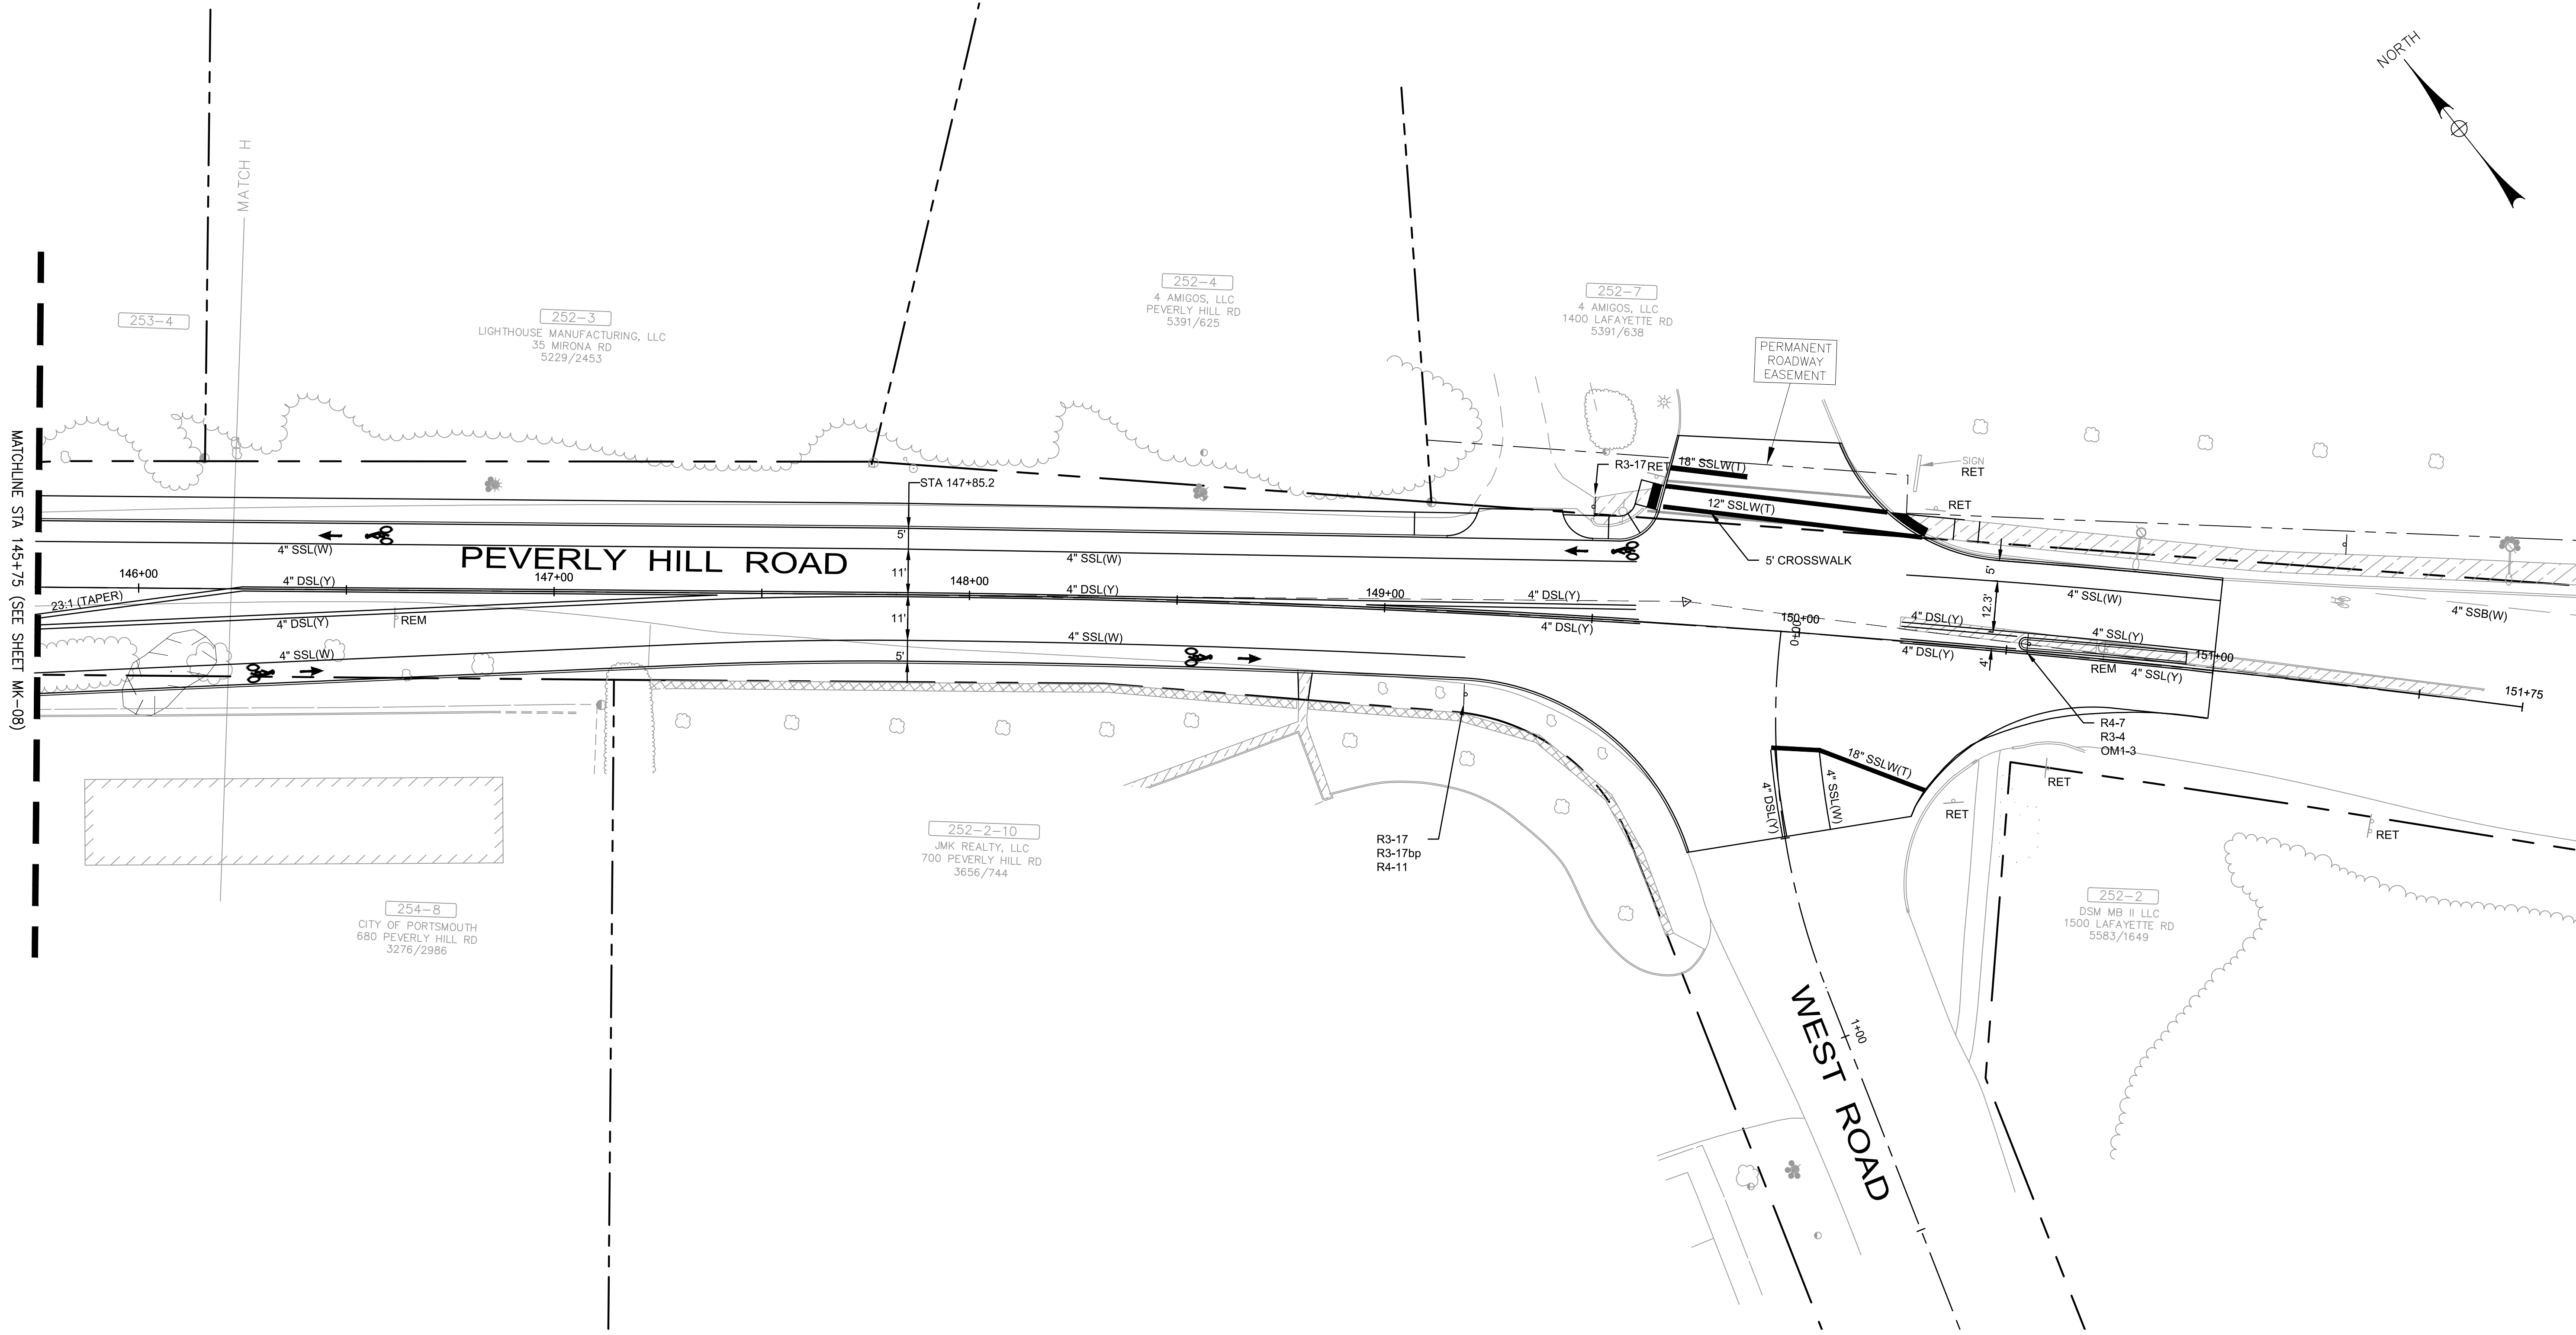 NORTH
MATCH H
MATCHLINE STA 145+75 (SEE SHEET MK-08)
253-4
252-3
LIGHTHOUSE MANUFACTURING, LLC
35 MIRONA RD
5229/2453
252-4
4 AMIGOS, LLC
PEVERLY HILL RD
5391/625
252-7
4 AMIGOS, LLC
1400 LAFAYETTE RD
5391/638
PERMANENT
ROADWAY
EASEMENT
R3-17
RET
18" SSLW(T)
SIGN
RET
RET
12" SSLW(T)
5' CROSSWALK
STA 147+85.2
5'
11'
11'
5'
4" SSL(W)
PEVERLY HILL ROAD
4" SSL(W)
146+00
4" DSL(Y)
147+00
148+00
4" DSL(Y)
149+00
4" DSL(Y)
150+00
0+00
23:1 (TAPER)
4" DSL(Y)
REM
4" DSL(Y)
4" SSL(W)
4" SSL(W)
5'
12.3'
4" SSL(W)
4" SSB(W)
4" DSL(Y)
4" SSL(Y)
151+00
4" DSL(Y)
4'
REM
4" SSL(Y)
151+75
R4-7
R3-4
OM1-3
18" SSLW(T)
4" DSL(Y)
4" SSL(W)
RET
RET
RET
R3-17
R3-17bp
R4-11
252-2-10
JMK REALTY, LLC
700 PEVERLY HILL RD
3656/744
254-8
CITY OF PORTSMOUTH
680 PEVERLY HILL RD
3276/2986
252-2
DSM MB II LLC
1500 LAFAYETTE RD
5583/1649
WEST ROAD
1+00